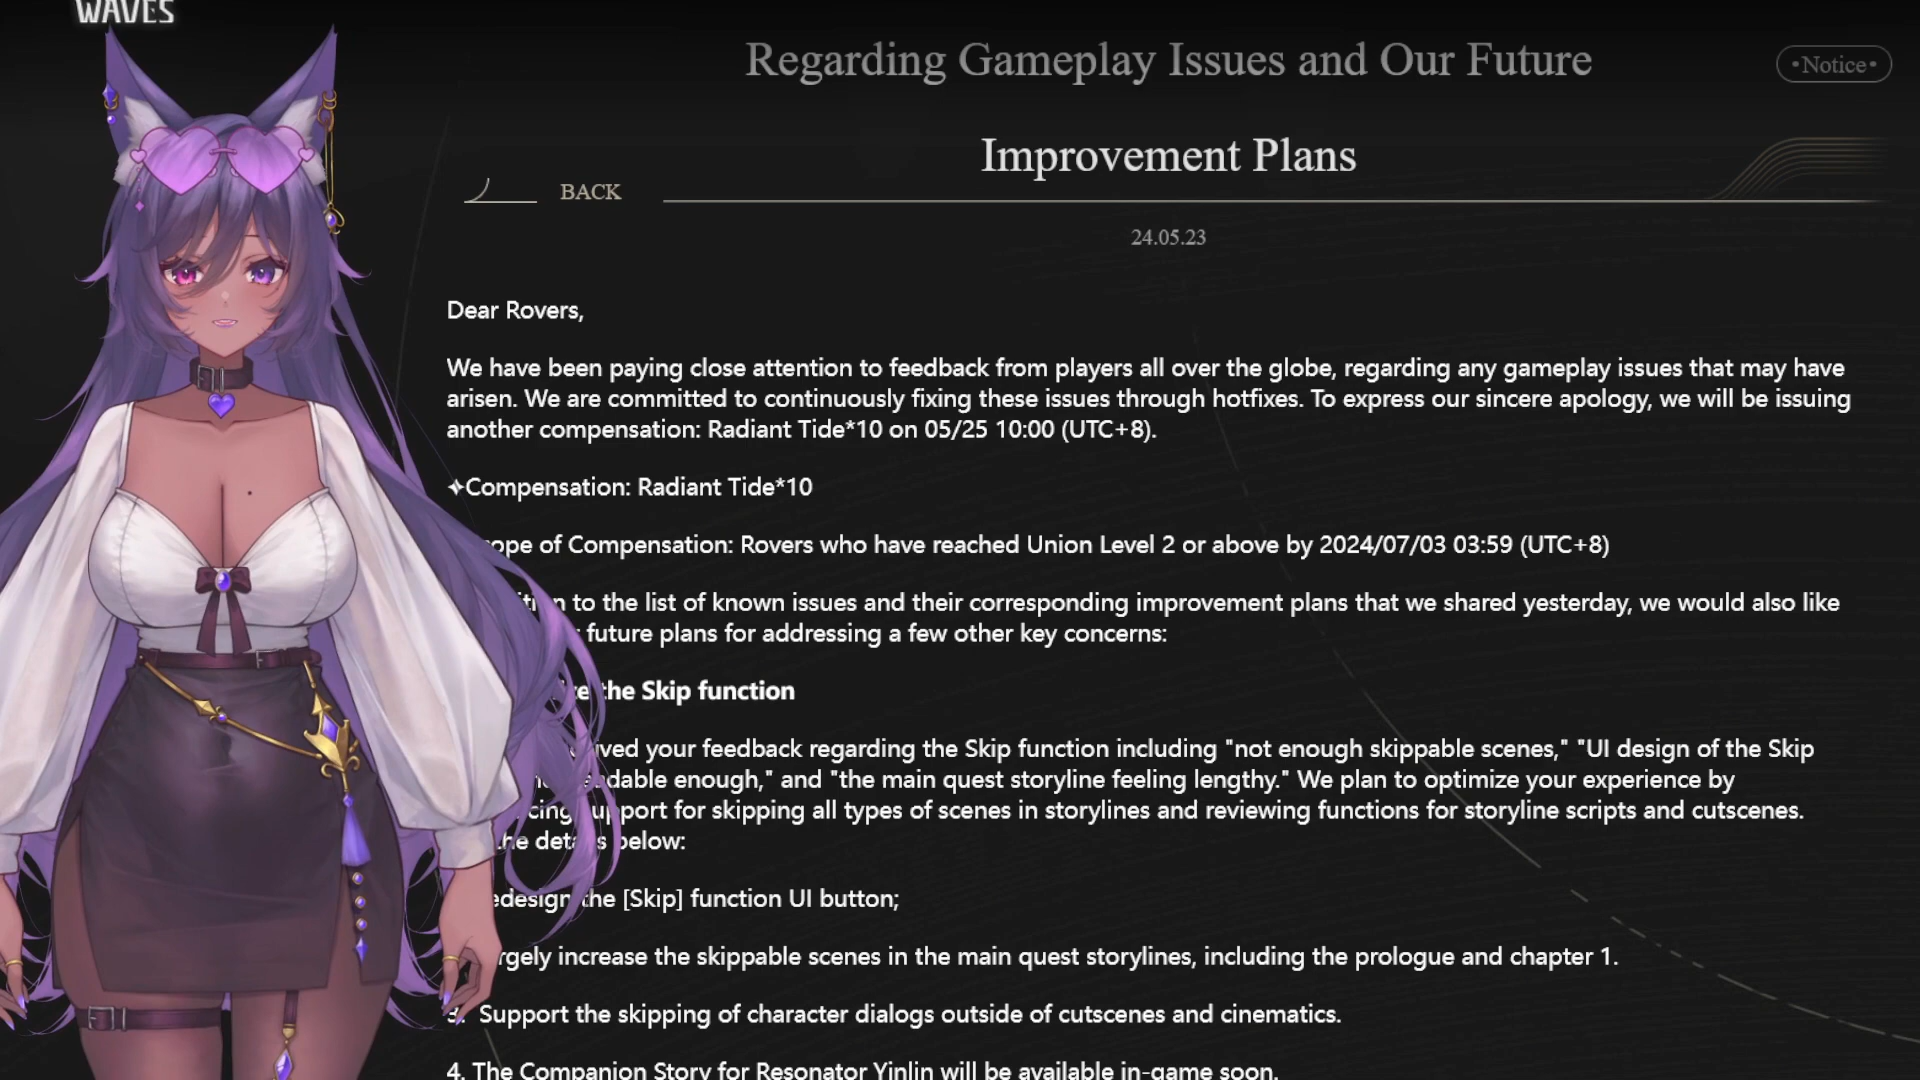 WAVES
Regarding Gameplay Issues and Our Future
•Notice•
Improvement Plans
BACK
24.05.23
Dear Rovers,
We have been paying close attention to feedback from players all over the globe, regarding any gameplay issues that may have
arisen. We are committed to continuously fixing these issues through hotfixes. To express our sincere apology, we will be issuing
another compensation: Radiant Tide*10 on 05/25 10:00 (UTC+8).
✦Compensation: Radiant Tide*10
of Compensation: Rovers who have reached Union Level 2 or above by 2024/07/03 03:59 (UTC+8)
to the list of known issues and their corresponding improvement plans that we shared yesterday, we would also like
future plans for addressing a few other key concerns:
the Skip function
your feedback regarding the Skip function including "not enough skippable scenes," "UI design of the Skip
enough," and "the main quest storyline feeling lengthy." We plan to optimize your experience by
support for skipping all types of scenes in storylines and reviewing functions for storyline scripts and cutscenes.
the details below:
the [Skip] function UI button;
increase the skippable scenes in the main quest storylines, including the prologue and chapter 1.
3. Support the skipping of character dialogs outside of cutscenes and cinematics.
4. The Companion Story for Resonator Yinlin will be available in-game soon.